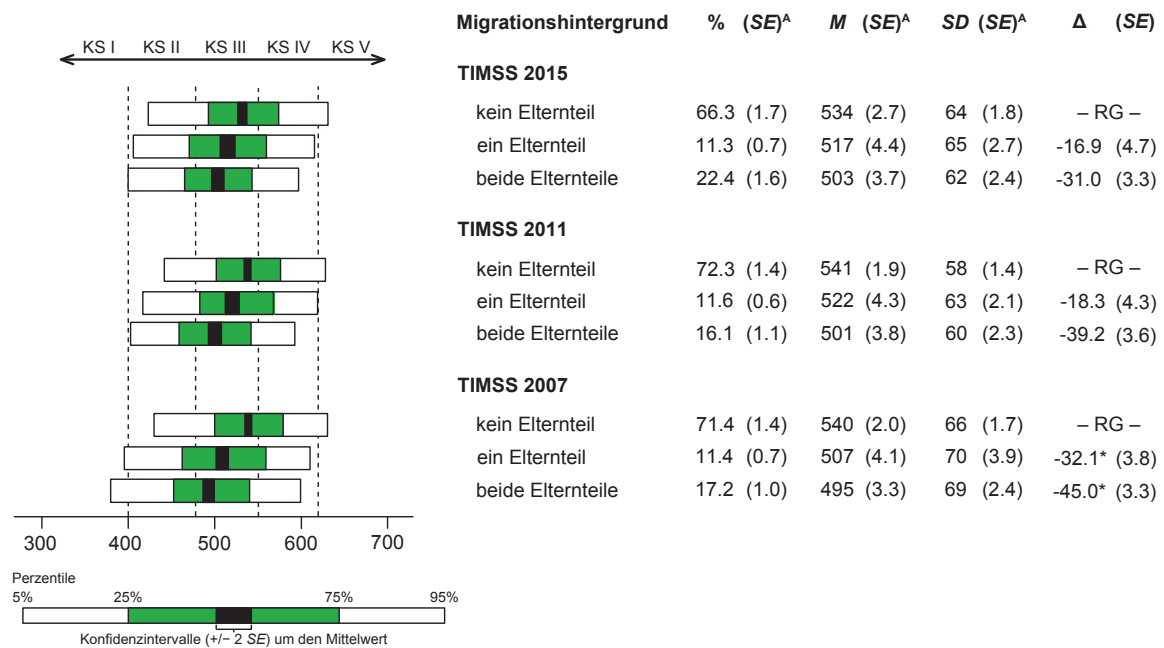 Migrationshintergrund % (SE)ᴬ M (SE)ᴬ SD (SE)ᴬ Δ (SE)
KS I KS II KS III KS IV KS V
TIMSS 2015
kein Elternteil 66.3 (1.7) 534 (2.7) 64 (1.8) – RG –
ein Elternteil 11.3 (0.7) 517 (4.4) 65 (2.7) -16.9 (4.7)
beide Elternteile 22.4 (1.6) 503 (3.7) 62 (2.4) -31.0 (3.3)
TIMSS 2011
kein Elternteil 72.3 (1.4) 541 (1.9) 58 (1.4) – RG –
ein Elternteil 11.6 (0.6) 522 (4.3) 63 (2.1) -18.3 (4.3)
beide Elternteile 16.1 (1.1) 501 (3.8) 60 (2.3) -39.2 (3.6)
TIMSS 2007
kein Elternteil 71.4 (1.4) 540 (2.0) 66 (1.7) – RG –
ein Elternteil 11.4 (0.7) 507 (4.1) 70 (3.9) -32.1* (3.8)
beide Elternteile 17.2 (1.0) 495 (3.3) 69 (2.4) -45.0* (3.3)
300 400 500 600 700
Perzentile
5% 25% 75% 95%
Konfidenzintervalle (+/− 2 SE) um den Mittelwert